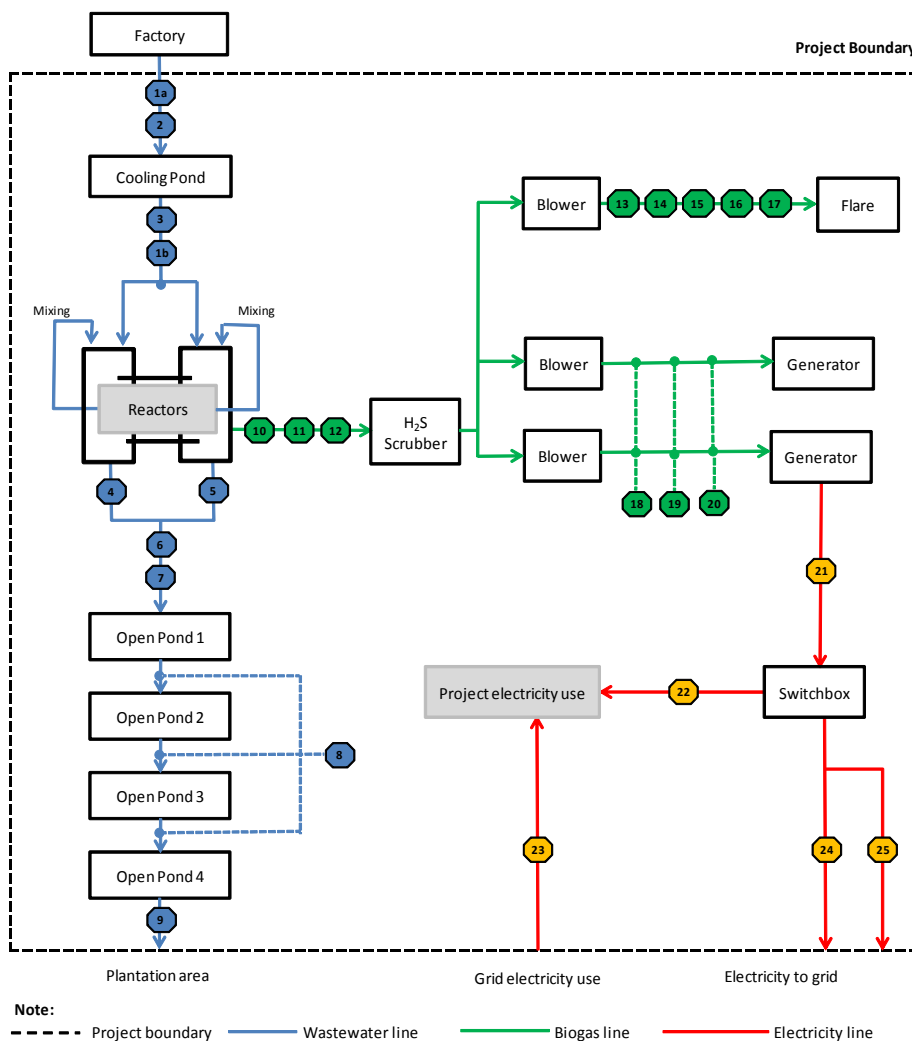 Factory
Project Boundary
1a
2
Cooling Pond
3
1b
Mixing
Mixing
Reactors
4
5
6
7
Open Pond 1
Open Pond 2
8
Open Pond 3
Open Pond 4
9
10
11
12
H₂S
Scrubber
Blower
13
14
15
16
17
Flare
Blower
Generator
Blower
Generator
18
19
20
21
Project electricity use
22
Switchbox
23
24
25
Plantation area
Grid electricity use
Electricity to grid
Note:
Project boundary
Wastewater line
Biogas line
Electricity line